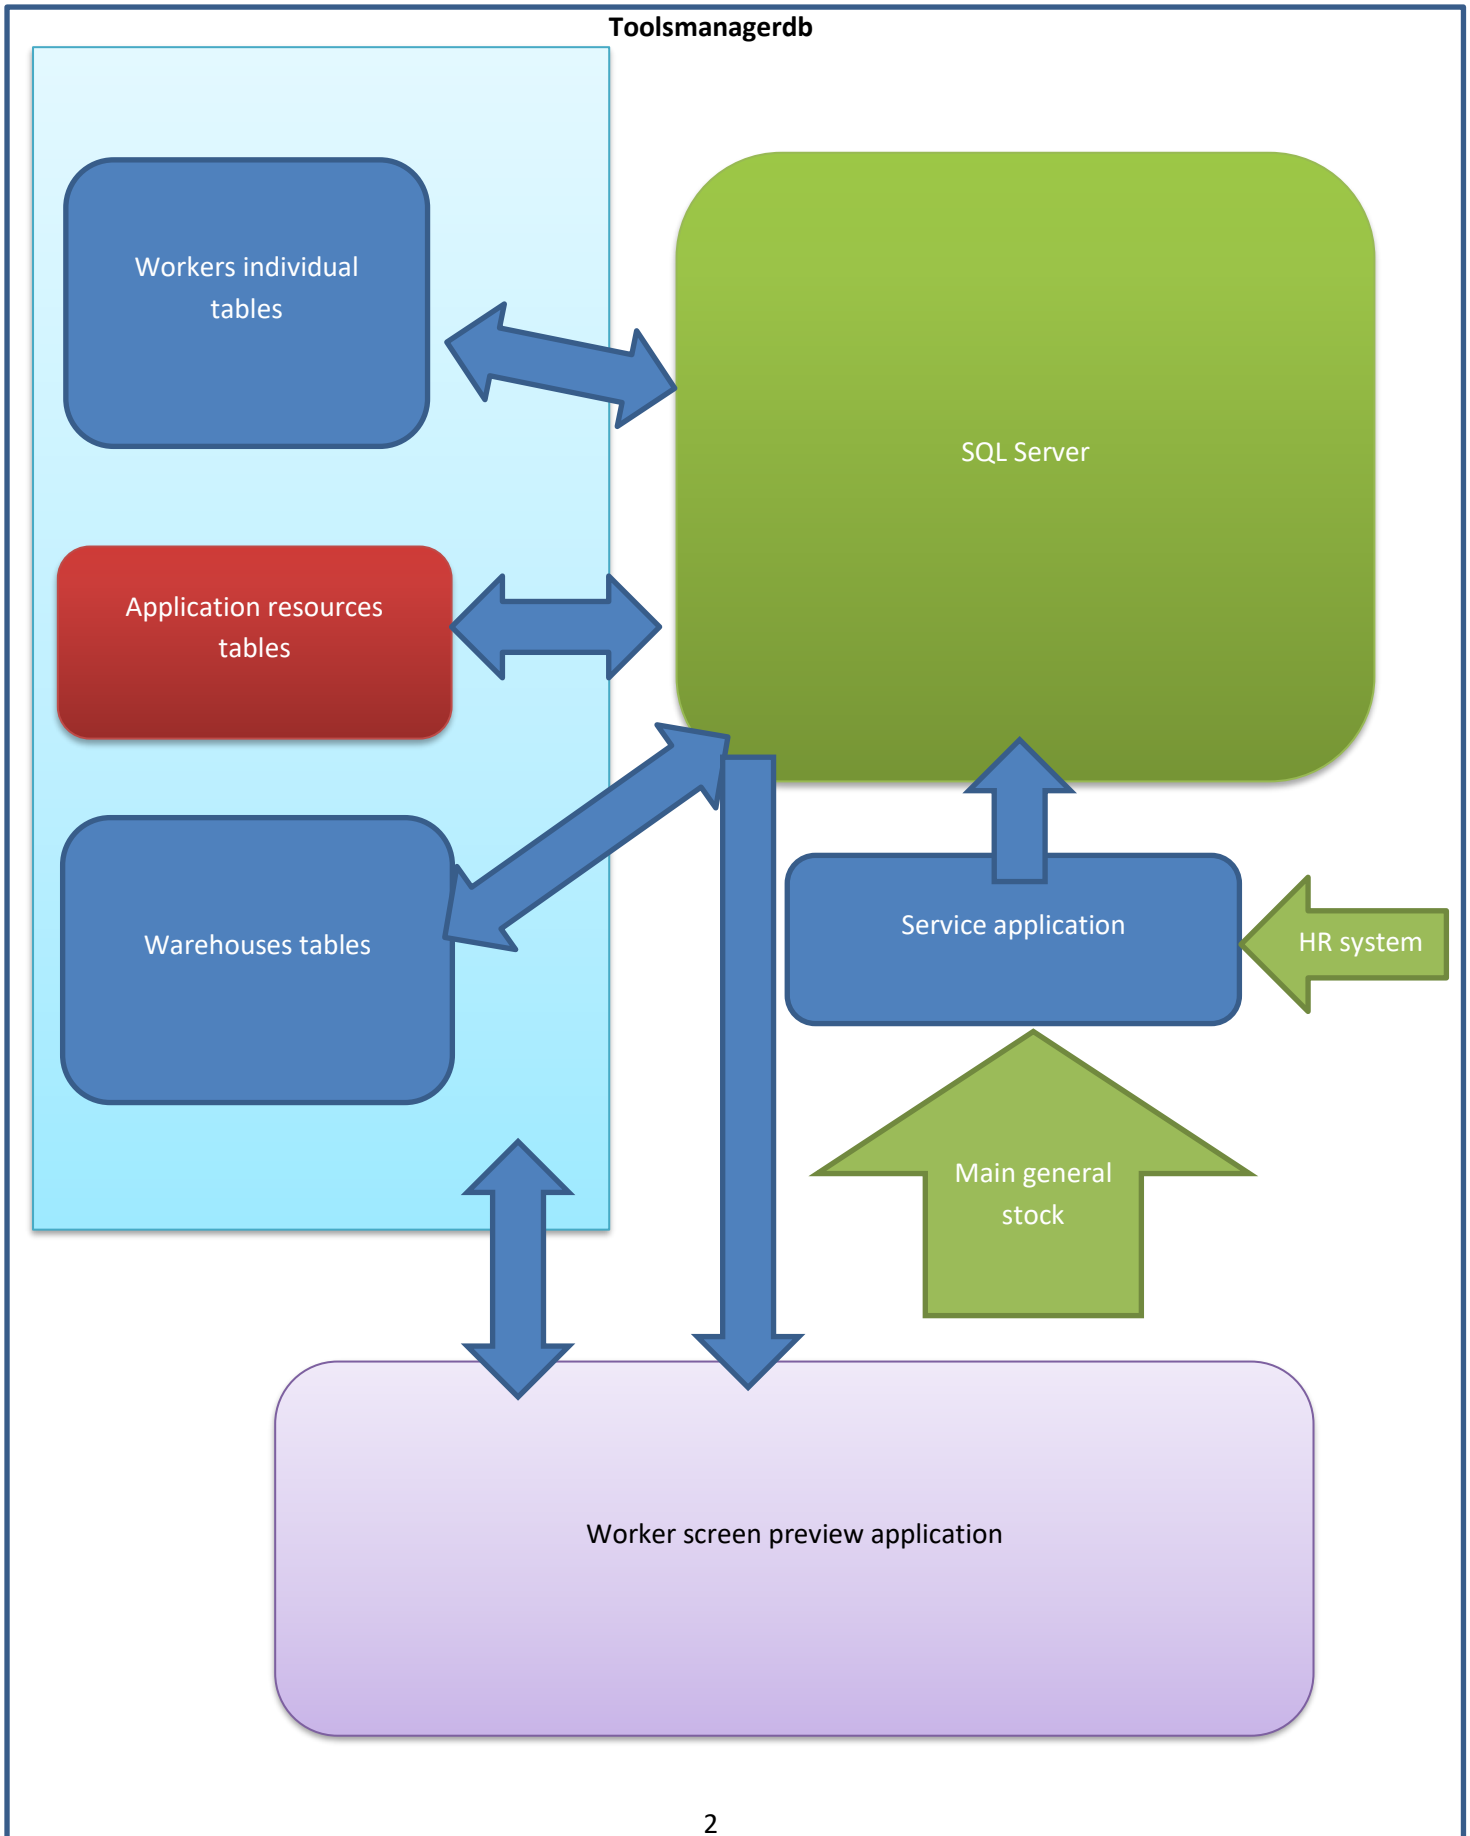 Toolsmanagerdb
Workers individual
tables
SQL Server
Application resources
tables
Warehouses tables
Service application
HR system
Main general
stock
Worker screen preview application
2